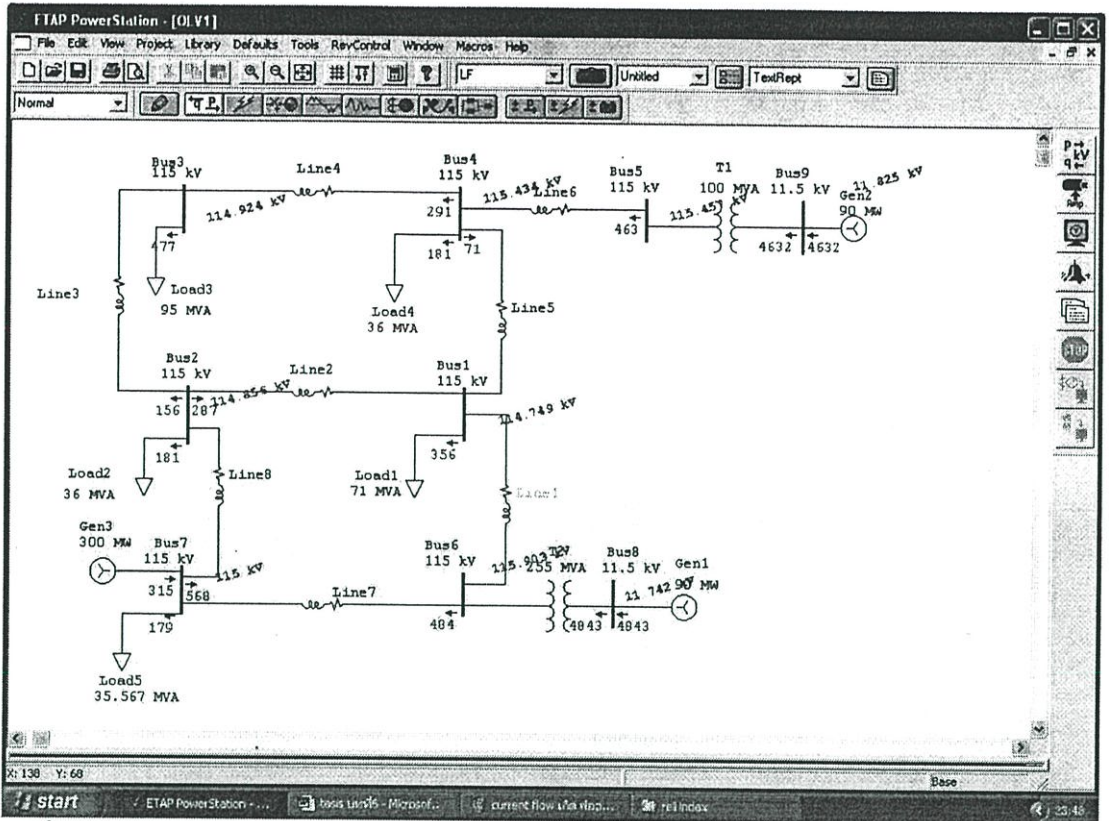 ETAP PowerStation - [OLV1]
File Edit View Project Library Defaults Tools RevControl Window Macros Help
LF Untitled TextRept
Normal
Bus3
115 kV
Line4
Bus4
115 kV
Bus5
115 kV
T1
100 MVA
Bus9
11.5 kV
11.825 kV
Gen2
90 MW
114.924 kV
115.434 kV
Line6
291
463
4632 4632
477
181 71
Load3
95 MVA
Load4
36 MVA
Line3
Line5
Bus2
115 kV
Line2
Bus1
115 kV
156 287
114.856 kV
114.749 kV
181
356
Load2
36 MVA
Line8
Load1
71 MVA
Gen3
300 MW
Bus7
115 kV
115 kV
Bus6
115 kV
115.903 kV
255 MVA
Bus8
11.5 kV
Gen1
90 MW
11.742
315
568
Line7
179
484
4843 4843
Load5
35.567 MVA
X: 138 Y: 68
Base
start
ETAP PowerStation - ...
current flow
rel index
23:48